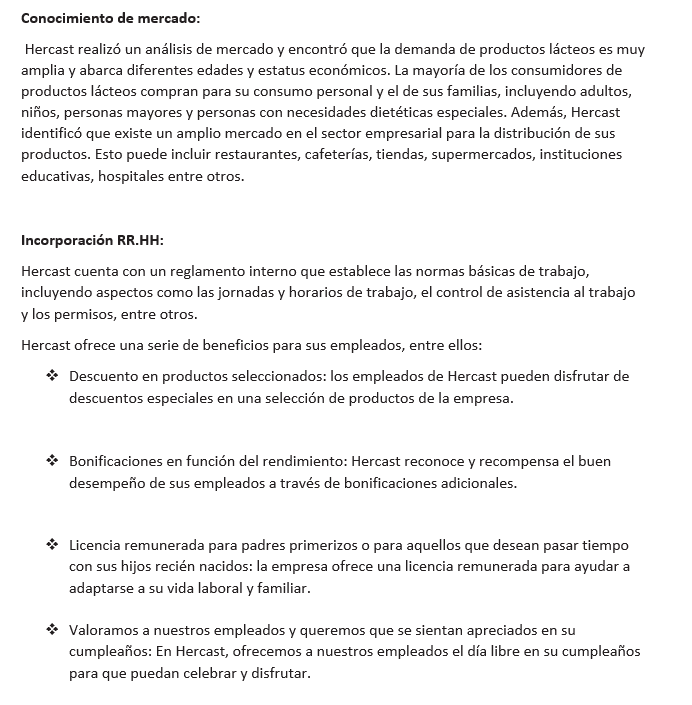 Conocimiento de mercado:
Hercast realizó un análisis de mercado y encontró que la demanda de productos lácteos es muy
amplia y abarca diferentes edades y estatus económicos. La mayoría de los consumidores de
productos lácteos compran para su consumo personal y el de sus familias, incluyendo adultos,
niños, personas mayores y personas con necesidades dietéticas especiales. Además, Hercast
identificó que existe un amplio mercado en el sector empresarial para la distribución de sus
productos. Esto puede incluir restaurantes, cafeterías, tiendas, supermercados, instituciones
educativas, hospitales entre otros.
Incorporación RR.HH:
Hercast cuenta con un reglamento interno que establece las normas básicas de trabajo,
incluyendo aspectos como las jornadas y horarios de trabajo, el control de asistencia al trabajo
y los permisos, entre otros.
Hercast ofrece una serie de beneficios para sus empleados, entre ellos:
❖ Descuento en productos seleccionados: los empleados de Hercast pueden disfrutar de
descuentos especiales en una selección de productos de la empresa.
❖ Bonificaciones en función del rendimiento: Hercast reconoce y recompensa el buen
desempeño de sus empleados a través de bonificaciones adicionales.
❖ Licencia remunerada para padres primerizos o para aquellos que desean pasar tiempo
con sus hijos recién nacidos: la empresa ofrece una licencia remunerada para ayudar a
adaptarse a su vida laboral y familiar.
❖ Valoramos a nuestros empleados y queremos que se sientan apreciados en su
cumpleaños: En Hercast, ofrecemos a nuestros empleados el día libre en su cumpleaños
para que puedan celebrar y disfrutar.